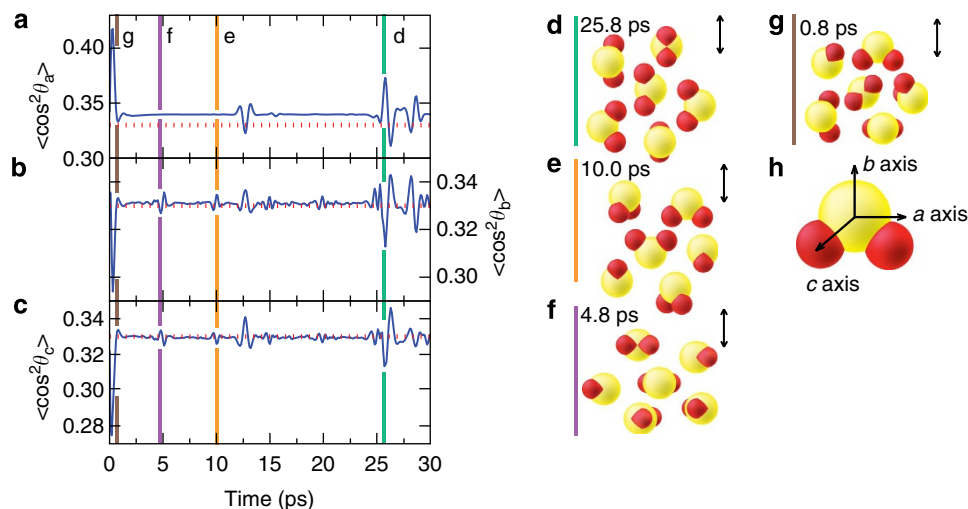 a
0.40
0.35
0.30
<cos²θa>
g
f
e
d
b
<cos²θb>
0.34
0.32
0.30
<cos²θb>
c
0.34
0.32
0.30
0.28
<cos²θc>
0
5
10
15
20
25
30
Time (ps)
d
25.8 ps
e
10.0 ps
f
4.8 ps
g
0.8 ps
h
b axis
a axis
c axis